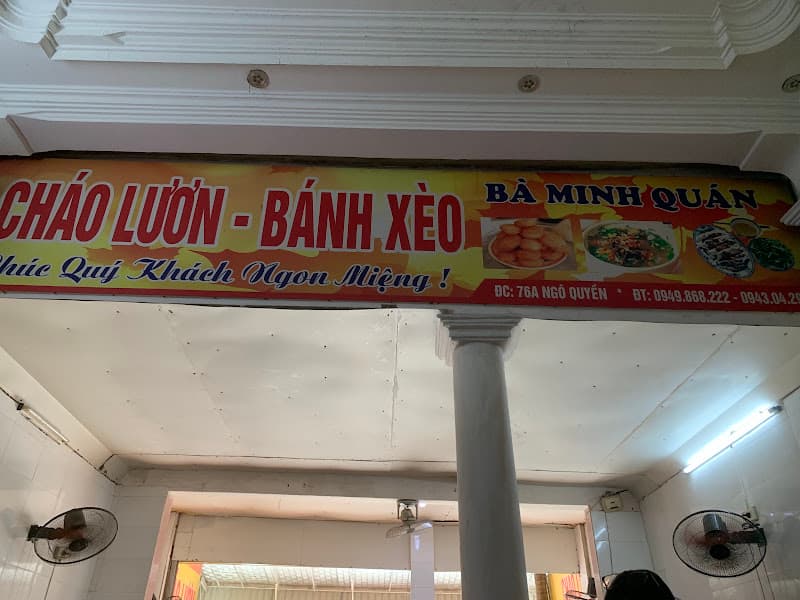 CHÁO LƯƠN - BÁNH XÈO
Chúc Quý Khách Ngon Miệng !
BÀ MINH QUÁN
ĐC: 76A NGÔ QUYỀN * ĐT: 0949.868.222 - 0943.04.29